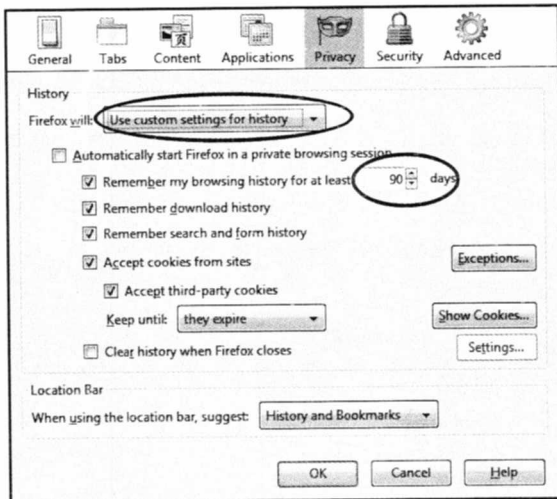 General Tabs Content Applications Privacy Security Advanced
History
Firefox will: Use custom settings for history
Automatically start Firefox in a private browsing session
Remember my browsing history for at least 90 days
Remember download history
Remember search and form history
Accept cookies from sites Exceptions...
Accept third-party cookies
Keep until: they expire Show Cookies...
Clear history when Firefox closes Settings...
Location Bar
When using the location bar, suggest: History and Bookmarks
OK Cancel Help